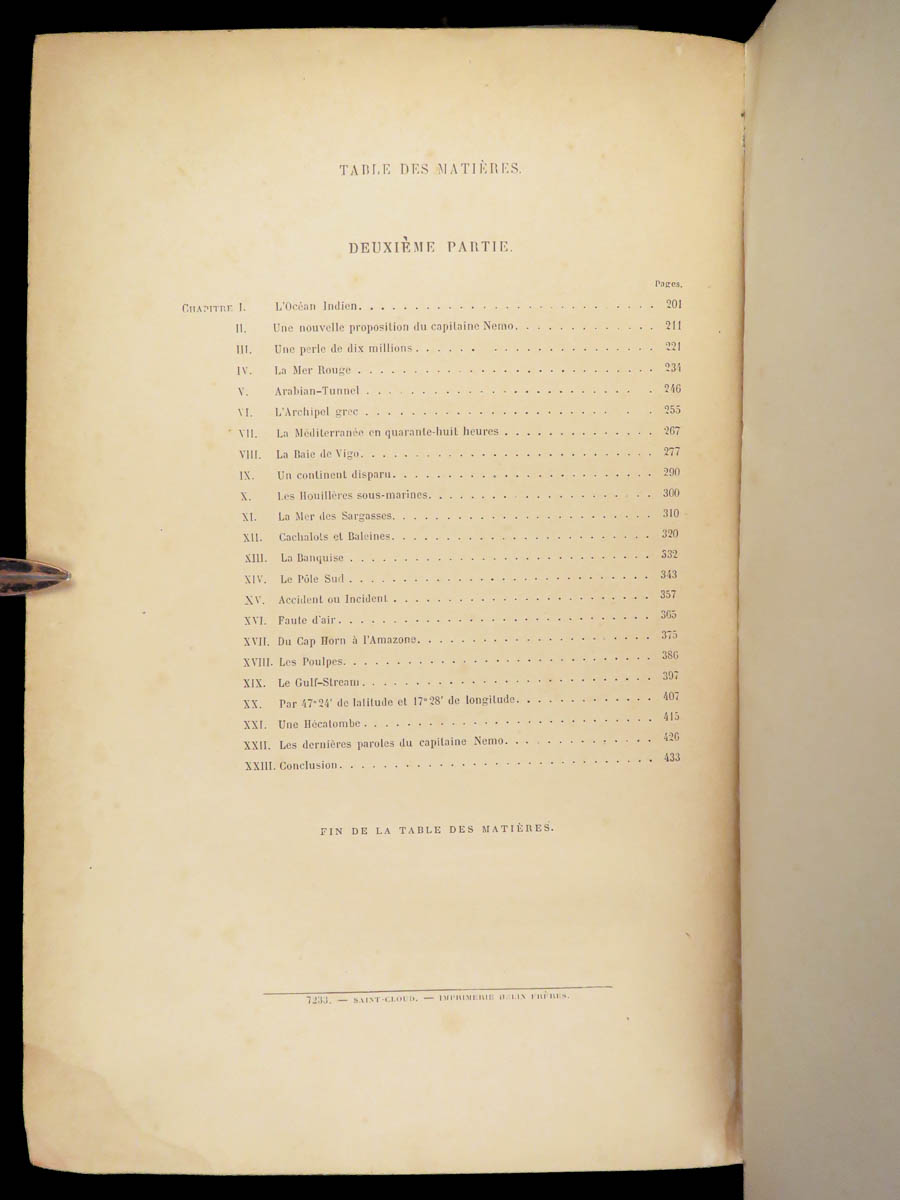 TABLE DES MATIÈRES.
DEUXIÈME PARTIE.
Pages.
CHAPITRE I. L'Océan Indien. . . . . . . . . . . . . . . . . . . . . . . . . . . 201
II. Une nouvelle proposition du capitaine Nemo. . . . . . . . . . . . . 211
III. Une perle de dix millions . . . . . . . . . . . . . . . . . . . . 221
IV. La Mer Rouge . . . . . . . . . . . . . . . . . . . . . . . . . . . 234
V. Arabian-Tunnel . . . . . . . . . . . . . . . . . . . . . . . . . 246
VI. L'Archipel grec . . . . . . . . . . . . . . . . . . . . . . . . . 255
VII. La Méditerranée en quarante-huit heures . . . . . . . . . . . . . . 267
VIII. La Baie de Vigo. . . . . . . . . . . . . . . . . . . . . . . . . . . 277
IX. Un continent disparu. . . . . . . . . . . . . . . . . . . . . . . . 290
X. Les Houillères sous-marines. . . . . . . . . . . . . . . . . . . . . 300
XI. La Mer des Sargasses. . . . . . . . . . . . . . . . . . . . . . . . 310
XII. Cachalots et Baleines. . . . . . . . . . . . . . . . . . . . . . . . 320
XIII. La Banquise . . . . . . . . . . . . . . . . . . . . . . . . . . . . 332
XIV. Le Pôle Sud . . . . . . . . . . . . . . . . . . . . . . . . . . . . 343
XV. Accident ou Incident . . . . . . . . . . . . . . . . . . . . . . . . 357
XVI. Faute d'air. . . . . . . . . . . . . . . . . . . . . . . . . . . . . 365
XVII. Du Cap Horn à l'Amazone. . . . . . . . . . . . . . . . . . . . . . 375
XVIII. Les Poulpes. . . . . . . . . . . . . . . . . . . . . . . . . . . . 386
XIX. Le Gulf-Stream . . . . . . . . . . . . . . . . . . . . . . . . . . . 397
XX. Par 47°24' de latitude et 17°28' de longitude. . . . . . . . . . . . . 407
XXI. Une Hécatombe . . . . . . . . . . . . . . . . . . . . . . . . . . . 415
XXII. Les dernières paroles du capitaine Nemo. . . . . . . . . . . . . . 426
XXIII. Conclusion. . . . . . . . . . . . . . . . . . . . . . . . . . . . . 433
FIN DE LA TABLE DES MATIÈRES.
7233. — SAINT-CLOUD. — IMPRIMERIE BELIN FRÈRES.